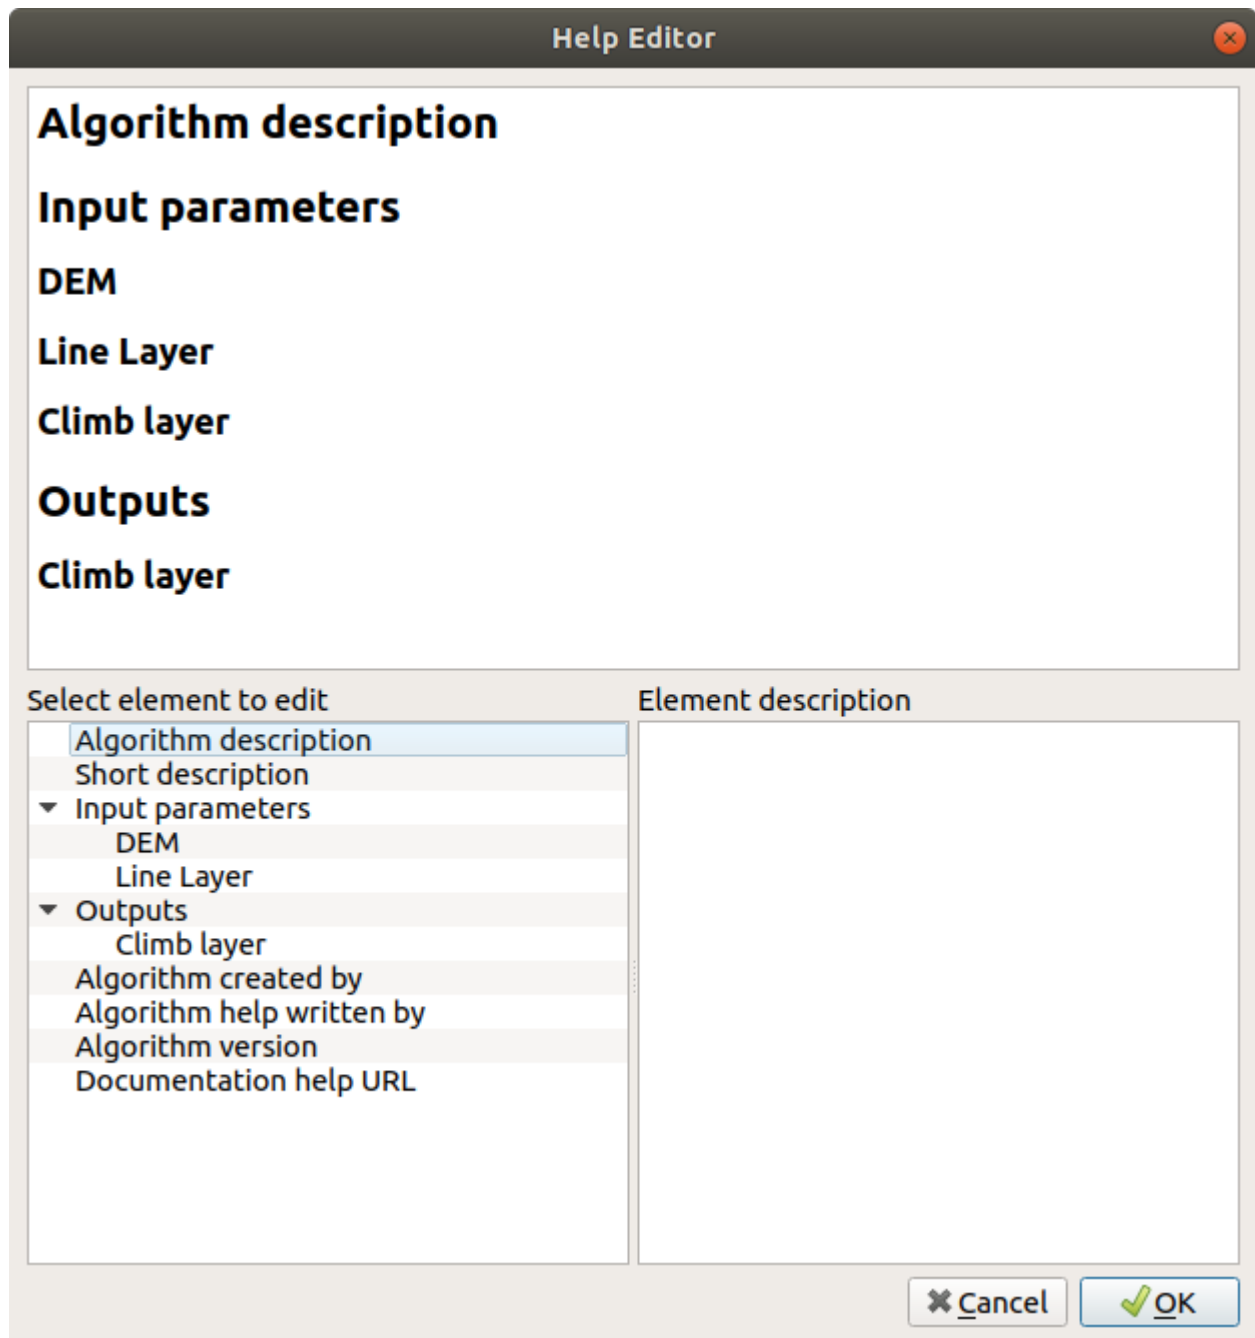 Help Editor
Algorithm description
Input parameters
DEM
Line Layer
Climb layer
Outputs
Climb layer
Select element to edit
Element description
Algorithm description
Short description
Input parameters
DEM
Line Layer
Outputs
Climb layer
Algorithm created by
Algorithm help written by
Algorithm version
Documentation help URL
Cancel
OK